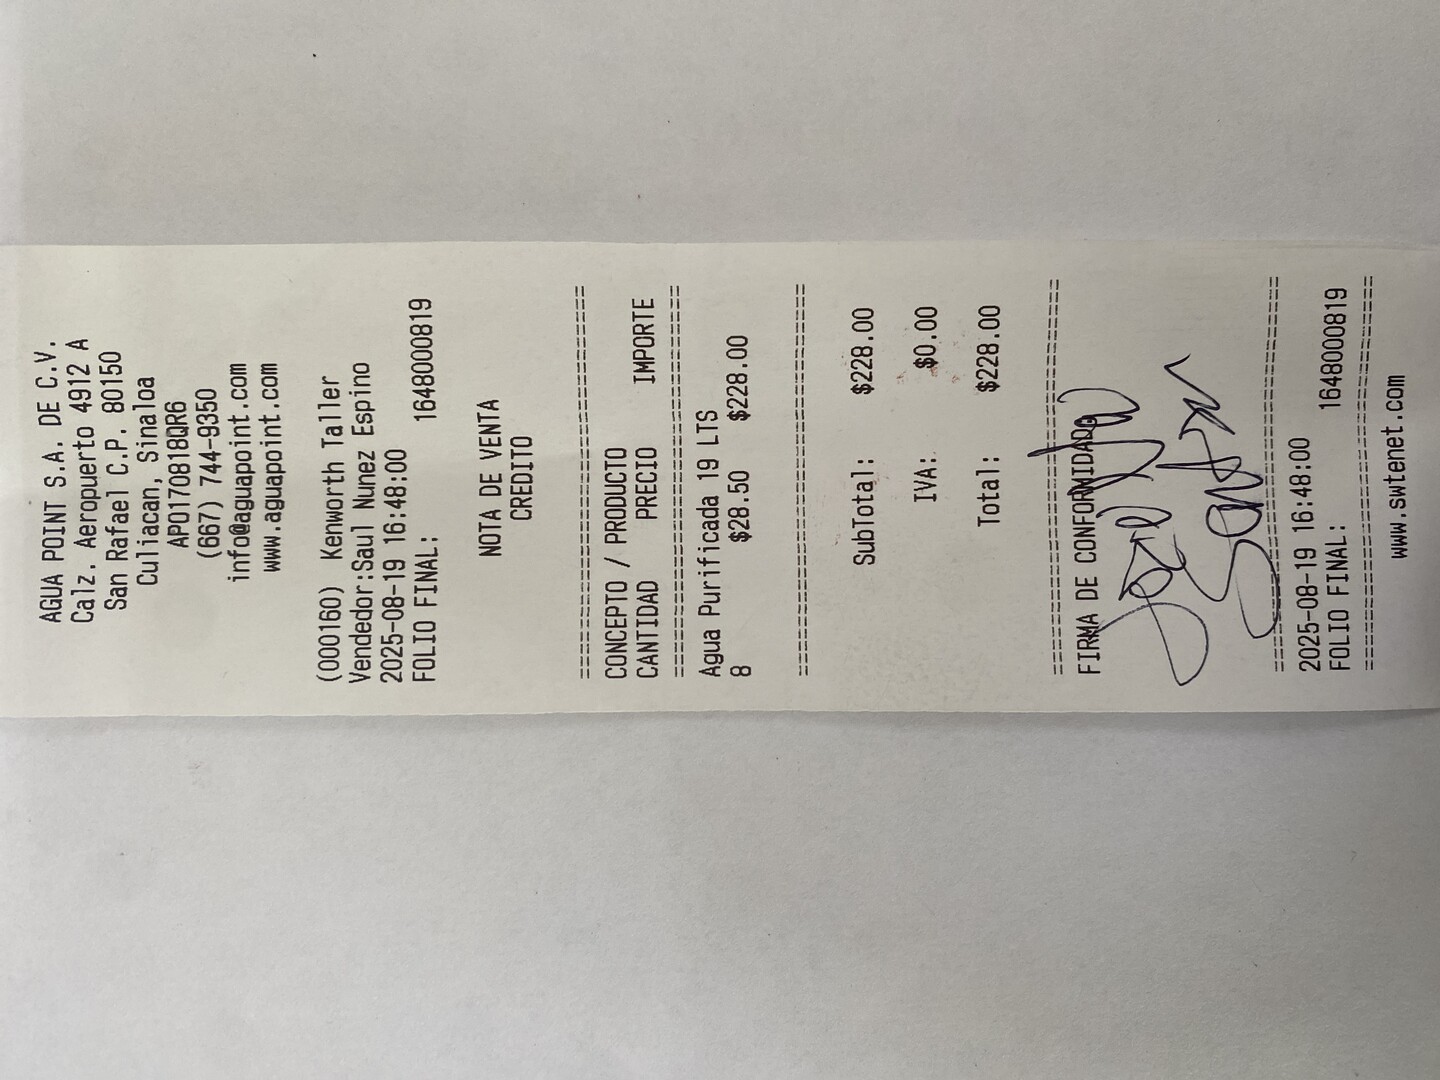 AGUA POINT S.A. DE C.V.
Calz. Aeropuerto 4912 A
San Rafael C.P. 80150
Culiacan, Sinaloa
APO170818QR6
(667) 744-9350
info@aguapoint.com
www.aguapoint.com
(000160) Kenworth Taller
Vendedor:Saul Nunez Espino
2025-08-19 16:48:00
FOLIO FINAL: 1648000819
NOTA DE VENTA
CREDITO
==============================
CONCEPTO / PRODUCTO
CANTIDAD PRECIO IMPORTE
==============================
Agua Purificada 19 LTS
8 $28.50 $228.00
==============================
SubTotal: $228.00
IVA: $0.00
Total: $228.00
==============================
FIRMA DE CONFORMIDAD
==============================
2025-08-19 16:48:00
FOLIO FINAL: 1648000819
==============================
www.swtenet.com